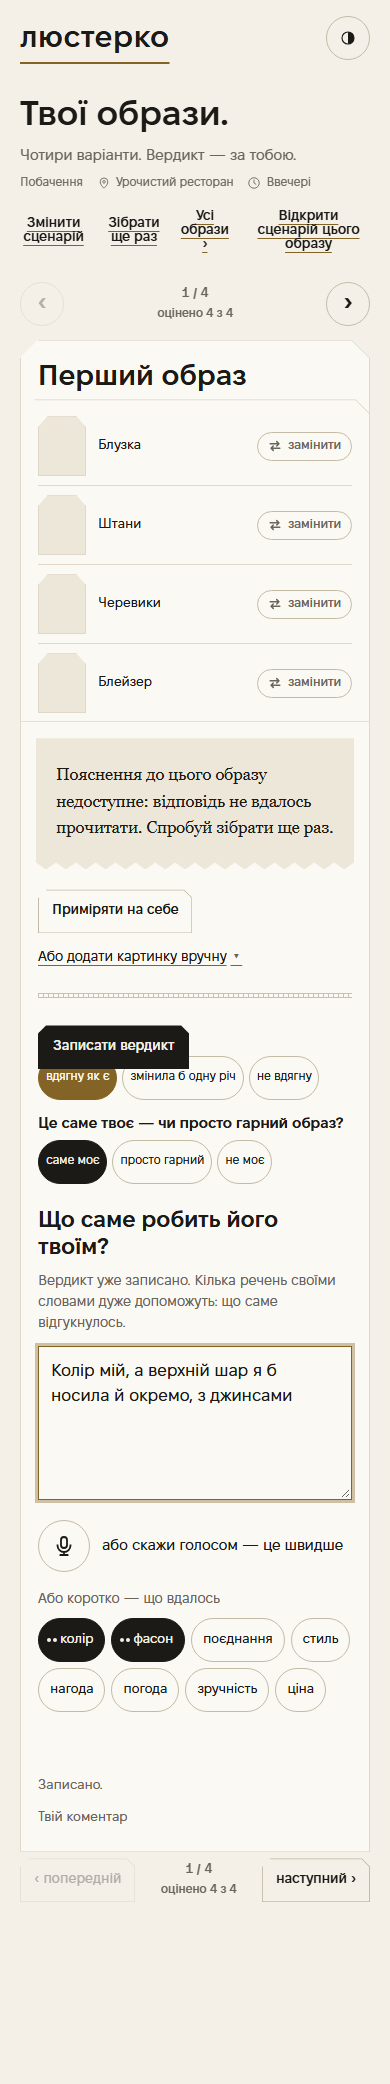 люстерко
Твої образи.
Чотири варіанти. Вердикт — за тобою.
Побачення Урочистий ресторан Ввечері
Змінити
сценарій
Зібрати
ще раз
Усі
образи
›
Відкрити
сценарій цього
образу
‹
1 / 4
оцінено 4 з 4
›
Перший образ
Блузка
замінити
Штани
замінити
Черевики
замінити
Блейзер
замінити
Пояснення до цього образу
недоступне: відповідь не вдалось
прочитати. Спробуй зібрати ще раз.
Приміряти на себе
Або додати картинку вручну
Записати вердикт
вдягну як є
змінила б одну річ
не вдягну
Це саме твоє — чи просто гарний образ?
саме моє
просто гарний
не моє
Що саме робить його
твоїм?
Вердикт уже записано. Кілька речень своїми
словами дуже допоможуть: що саме
відгукнулось.
Колір мій, а верхній шар я б
носила й окремо, з джинсами
або скажи голосом — це швидше
Або коротко — що вдалось
колір
фасон
поєднання
стиль
нагода
погода
зручність
ціна
Записано.
Твій коментар
‹ попередній
1 / 4
оцінено 4 з 4
наступний ›